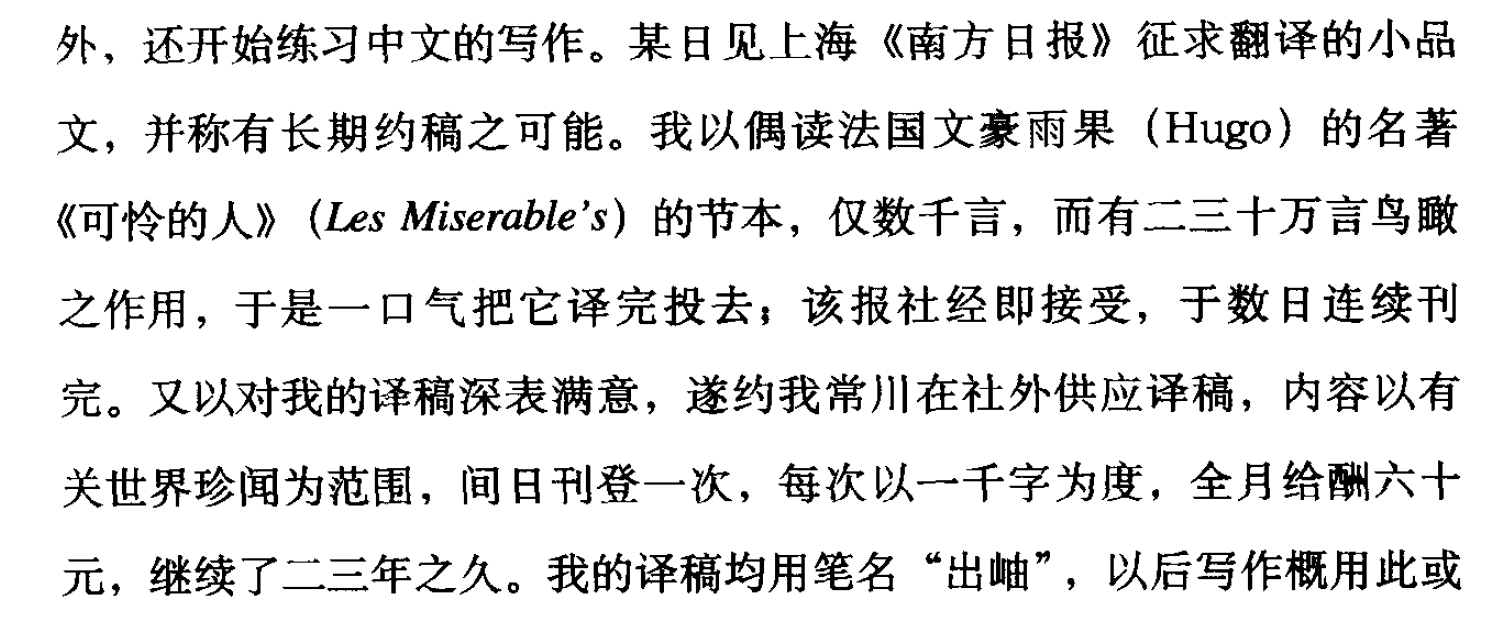 外，还开始练习中文的写作。某日见上海《南方日报》征求翻译的小品
文，并称有长期约稿之可能。我以偶读法国文豪雨果（Hugo）的名著
《可怜的人》（Les Miserable’s）的节本，仅数千言，而有二三十万言鸟瞰
之作用，于是一口气把它译完投去；该报社经即接受，于数日连续刊
完。又以对我的译稿深表满意，遂约我常川在社外供应译稿，内容以有
关世界珍闻为范围，间日刊登一次，每次以一千字为度，全月给酬六十
元，继续了二三年之久。我的译稿均用笔名“出岫”，以后写作概用此或